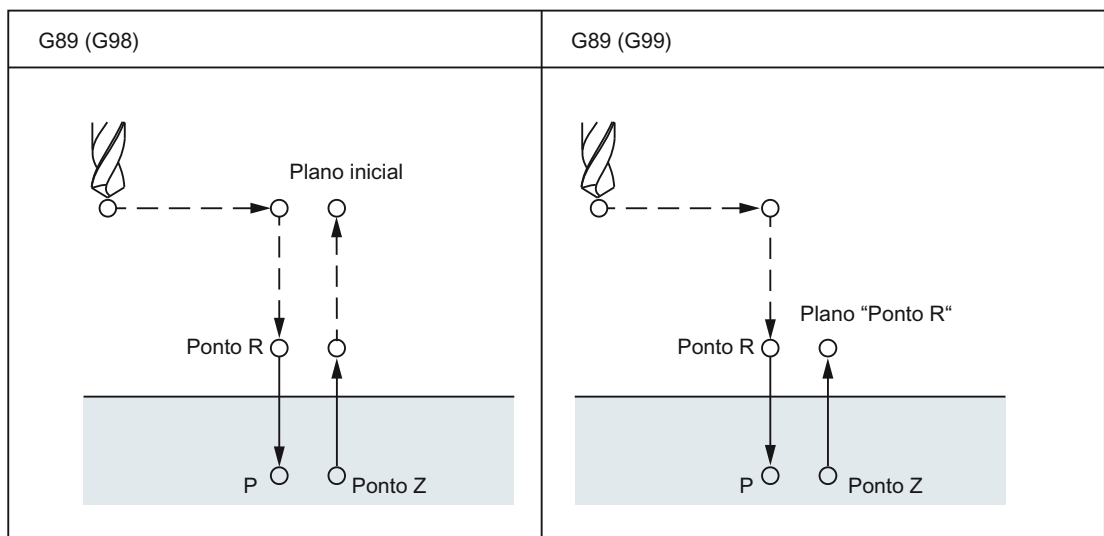 G89 (G98)
G89 (G99)
Plano inicial
Ponto R
P
Ponto Z
Plano “Ponto R“
Ponto R
P
Ponto Z